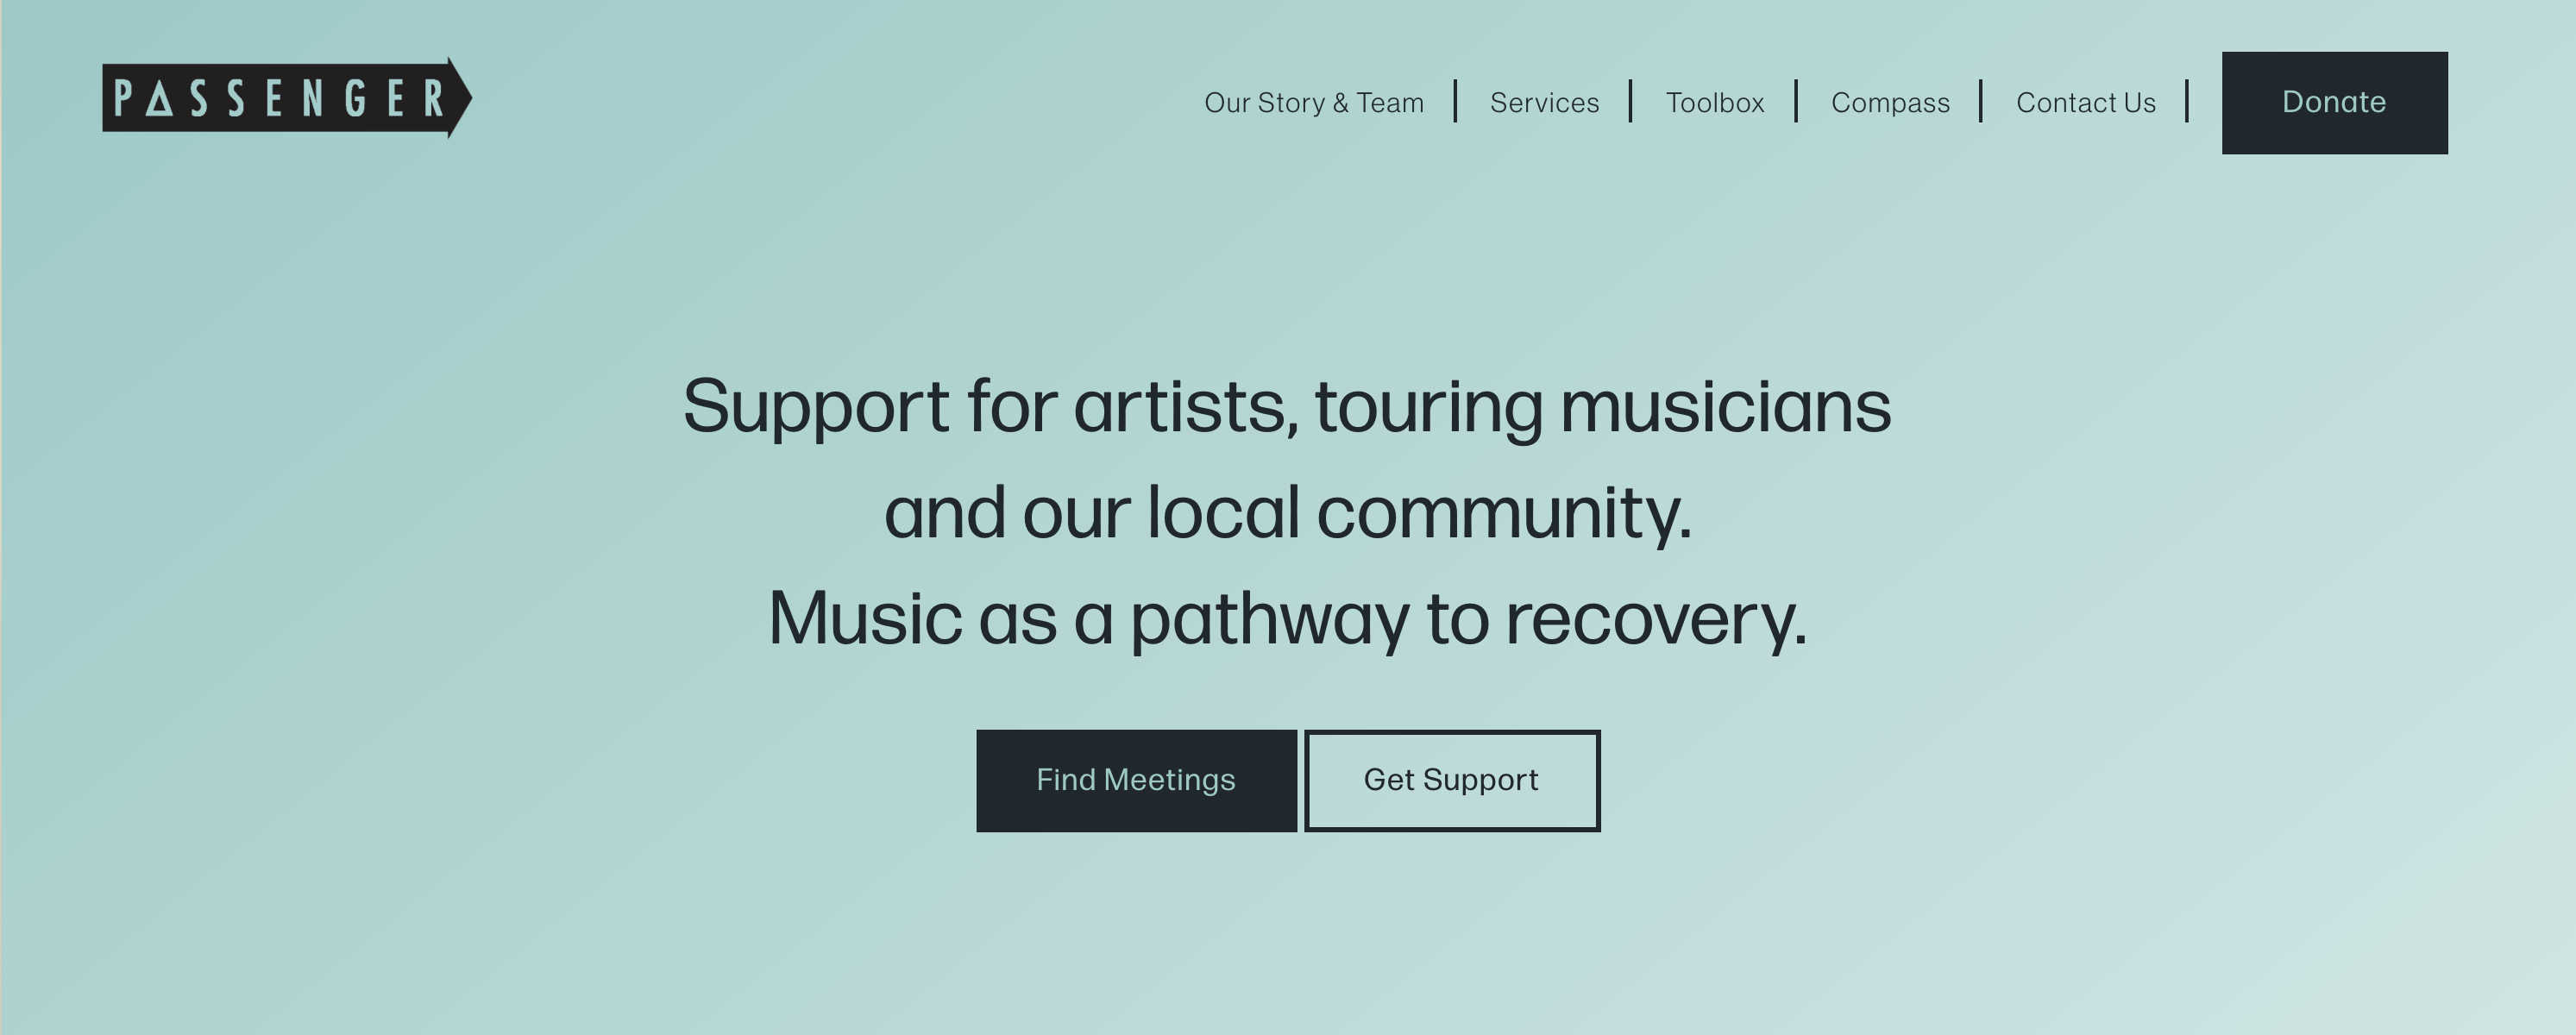 PASSENGER
Our Story & Team
Services
Toolbox
Compass
Contact Us
Donate
Support for artists, touring musicians
and our local community.
Music as a pathway to recovery.
Find Meetings
Get Support